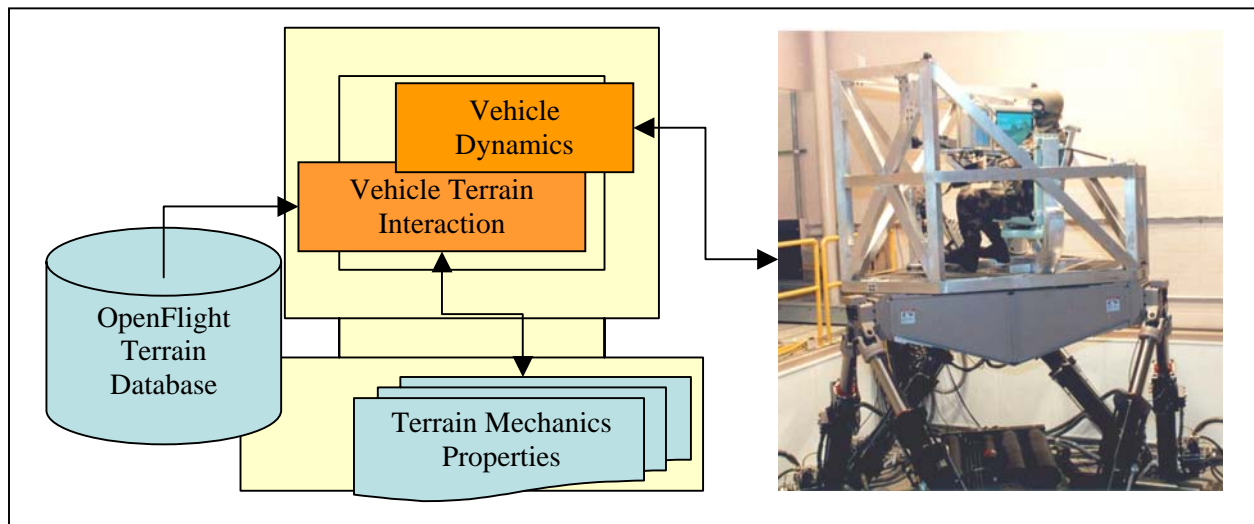 Vehicle
Dynamics
Vehicle Terrain
Interaction
OpenFlight
Terrain
Database
Terrain Mechanics
Properties